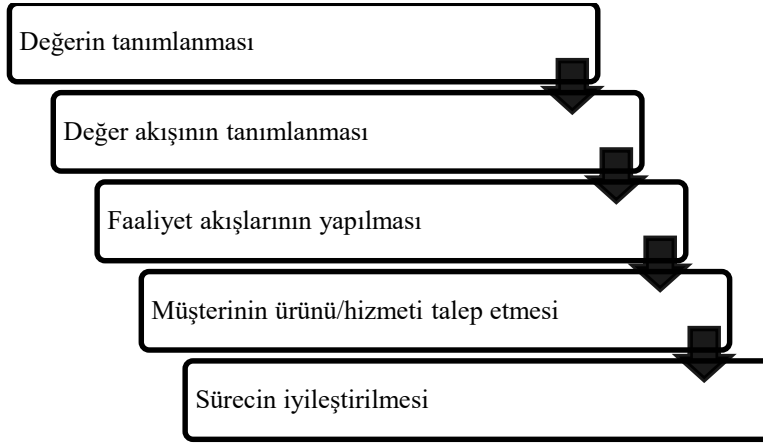 Değerin tanımlanması
Değer akışının tanımlanması
Faaliyet akışlarının yapılması
Müşterinin ürünü/hizmeti talep etmesi
Sürecin iyileştirilmesi